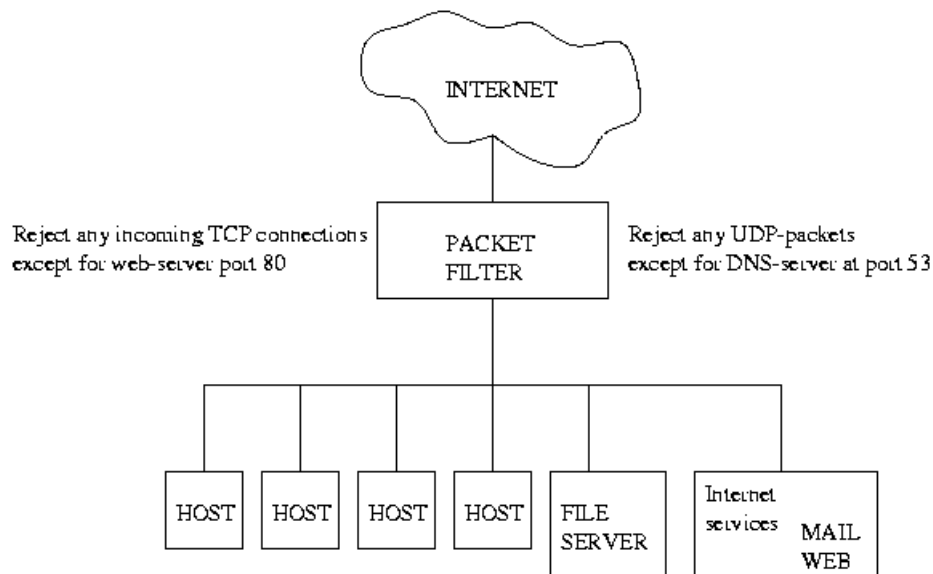 INTERNET
Reject any incoming TCP connections
except for web-server port 80
PACKET
FILTER
Reject any UDP-packets
except for DNS-server at port 53
HOST
HOST
HOST
HOST
FILE
SERVER
Internet
services
MAIL
WEB